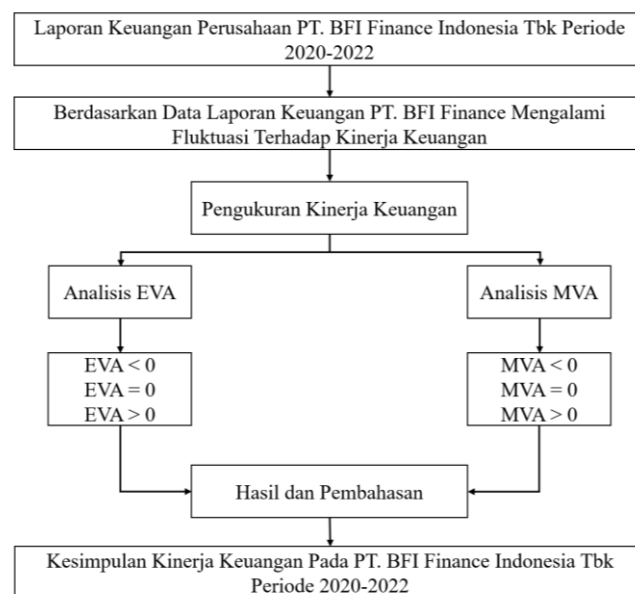 Laporan Keuangan Perusahaan PT. BFI Finance Indonesia Tbk Periode
2020-2022
Berdasarkan Data Laporan Keuangan PT. BFI Finance Mengalami
Fluktuasi Terhadap Kinerja Keuangan
Pengukuran Kinerja Keuangan
Analisis EVA
Analisis MVA
EVA < 0
EVA = 0
EVA > 0
MVA < 0
MVA = 0
MVA > 0
Hasil dan Pembahasan
Kesimpulan Kinerja Keuangan Pada PT. BFI Finance Indonesia Tbk
Periode 2020-2022